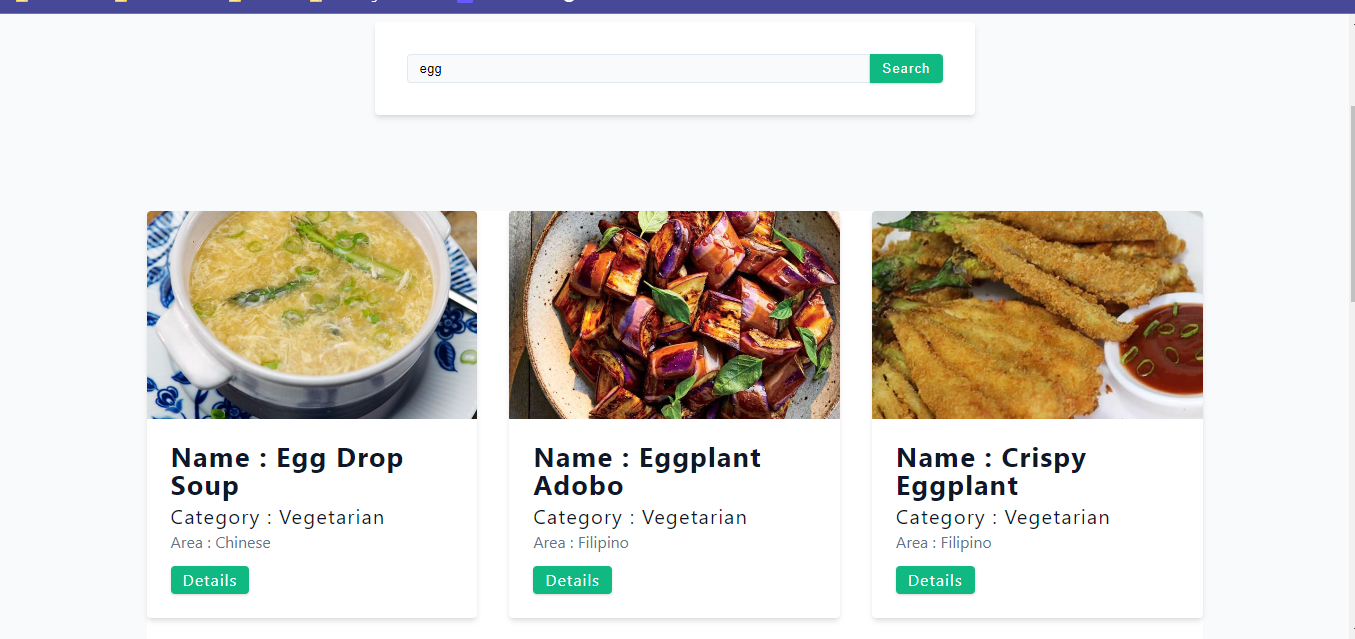 egg
Search
Name : Egg Drop
Soup
Category : Vegetarian
Area : Chinese
Details
Name : Eggplant
Adobo
Category : Vegetarian
Area : Filipino
Details
Name : Crispy
Eggplant
Category : Vegetarian
Area : Filipino
Details